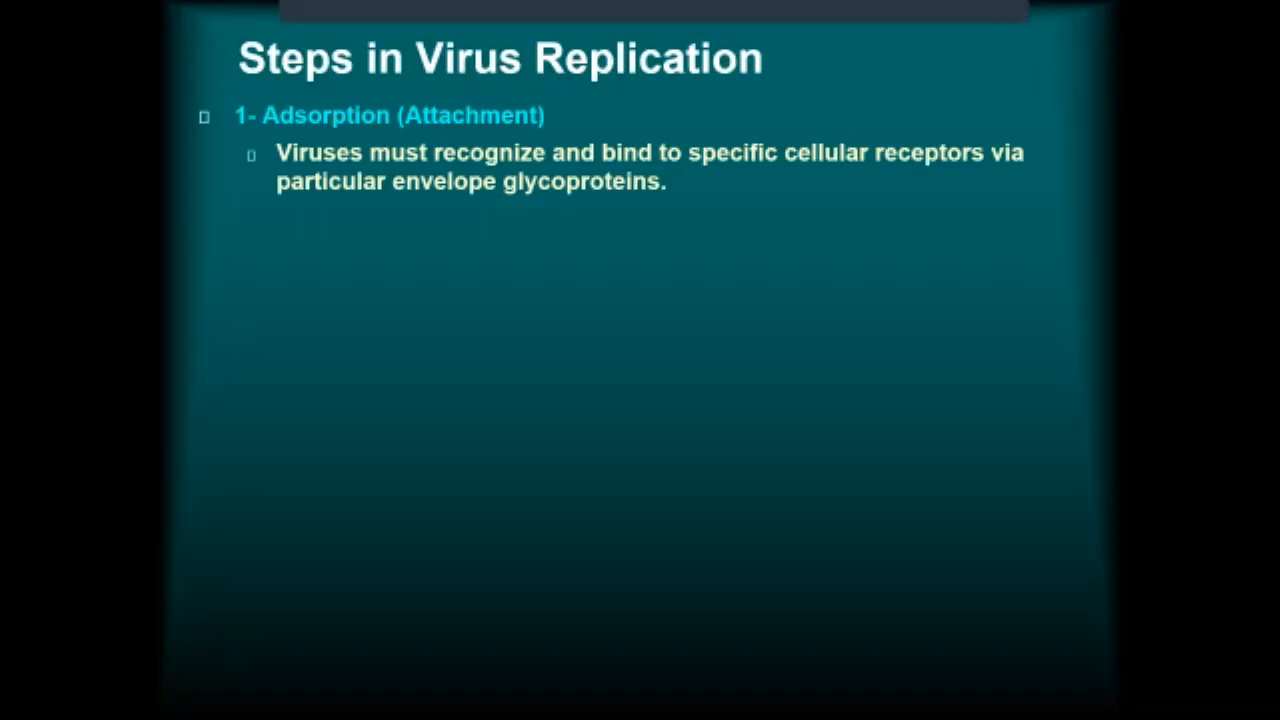 Steps in Virus Replication
1- Adsorption (Attachment)
Viruses must recognize and bind to specific cellular receptors via
particular envelope glycoproteins.